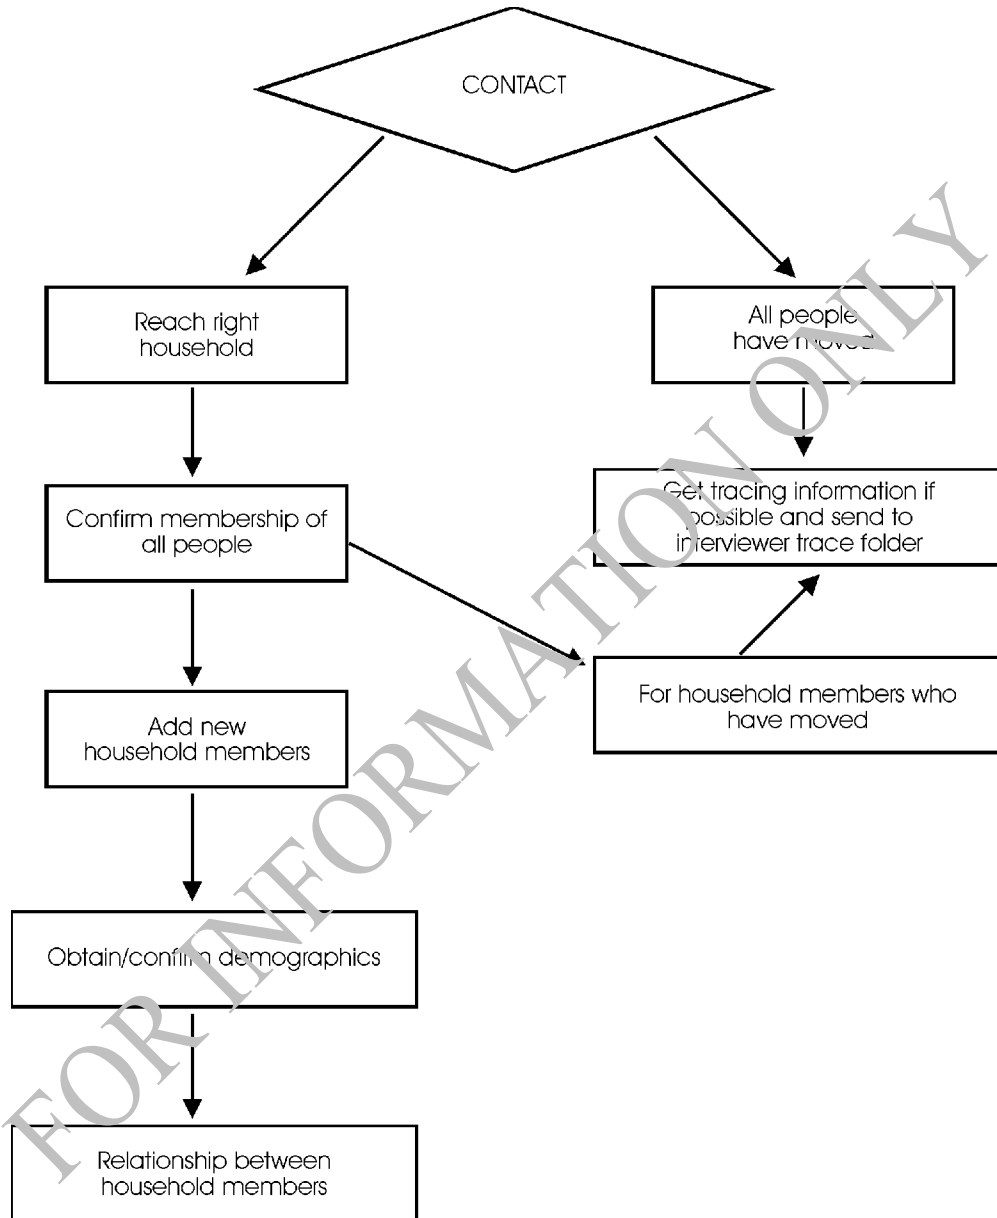 CONTACT
Reach right
household
All people
have moved
Confirm membership of
all people
Get tracing information if
possible and send to
interviewer trace folder
Add new
household members
For household members who
have moved
Obtain/confirm demographics
Relationship between
household members
FOR INFORMATION ONLY